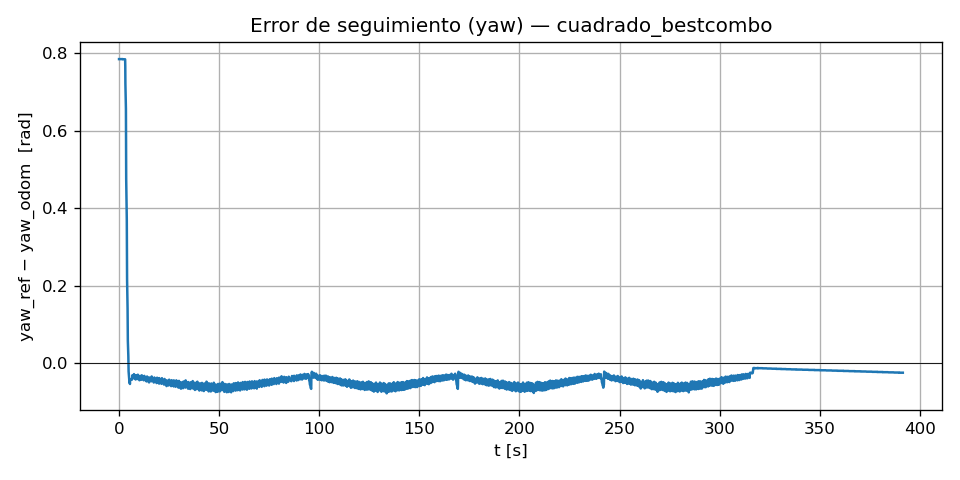 Error de seguimiento (yaw) — cuadrado_bestcombo
yaw_ref − yaw_odom [rad]
0.8
0.6
0.4
0.2
0.0
0 50 100 150 200 250 300 350 400
t [s]